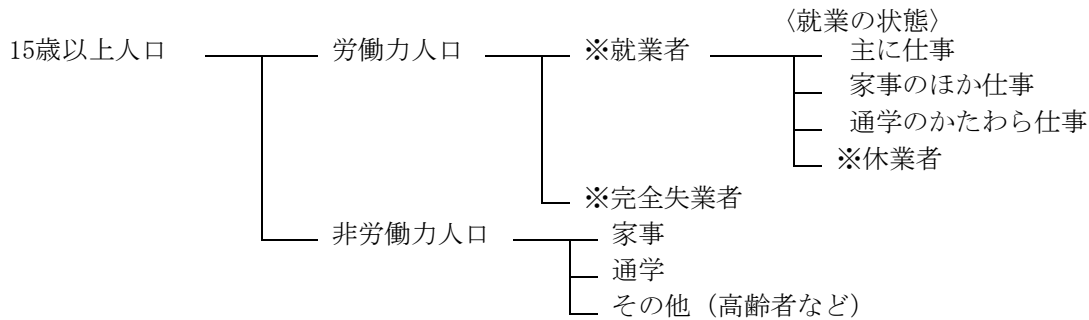 〈就業の状態〉
15歳以上人口 労働力人口 ※就業者 主に仕事
家事のほか仕事
通学のかたわら仕事
※休業者
※完全失業者
非労働力人口 家事
通学
その他（高齢者など）